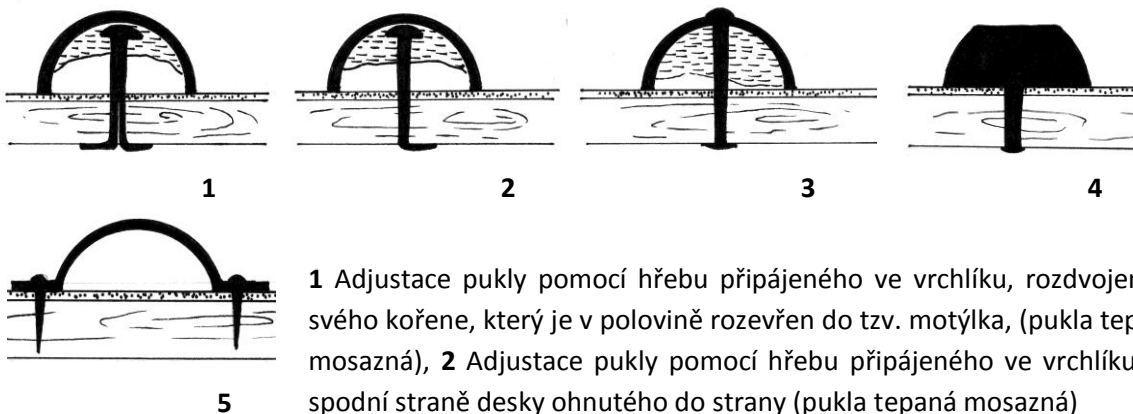 1 2 3 4
5
1 Adjustace pukly pomocí hřebu připájeného ve vrchlíku, rozdvojen
svého kořene, který je v polovině rozevřen do tzv. motýlka, (pukla tep
mosazná), 2 Adjustace pukly pomocí hřebu připájeného ve vrchlíku
spodní straně desky ohnutého do strany (pukla tepaná mosazná)